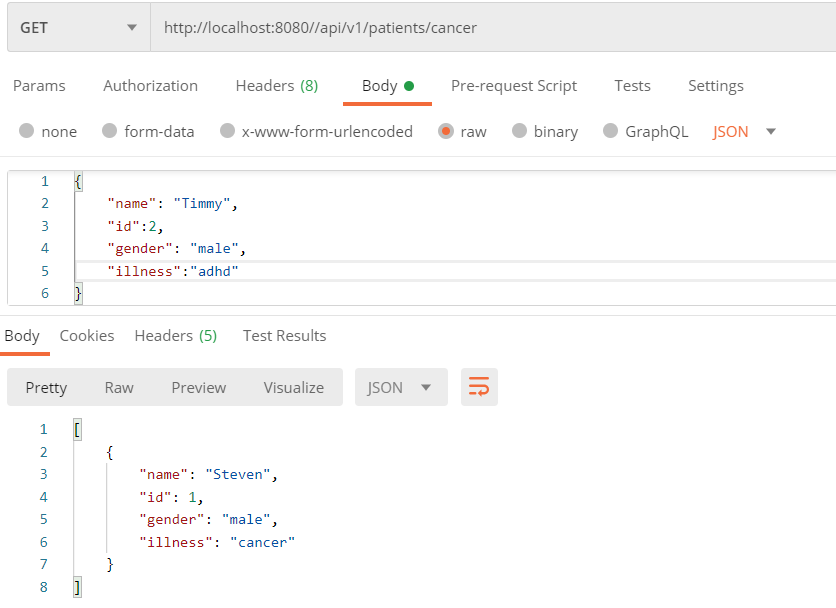 GET http://localhost:8080//api/v1/patients/cancer
Params Authorization Headers (8) Body Pre-request Script Tests Settings
none form-data x-www-form-urlencoded raw binary GraphQL JSON
1 {
2 "name": "Timmy",
3 "id":2,
4 "gender": "male",
5 "illness":"adhd"
6 }
Body Cookies Headers (5) Test Results
Pretty Raw Preview Visualize JSON
1 [
2 {
3 "name": "Steven",
4 "id": 1,
5 "gender": "male",
6 "illness": "cancer"
7 }
8 ]